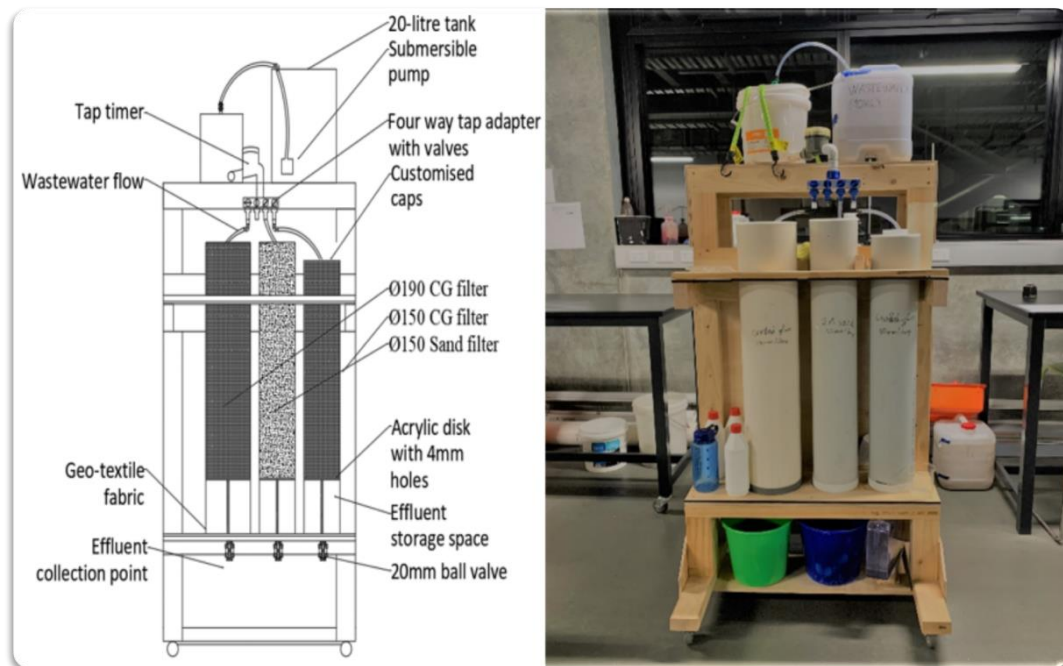 20-litre tank
Submersible
pump
Tap timer
Four way tap adapter
with valves
Wastewater flow
Customised
caps
Ø190 CG filter
Ø150 CG filter
Ø150 Sand filter
Acrylic disk
with 4mm
holes
Geo-textile
fabric
Effluent
storage space
Effluent
collection point
20mm ball valve
WASTEWATER
ONLY